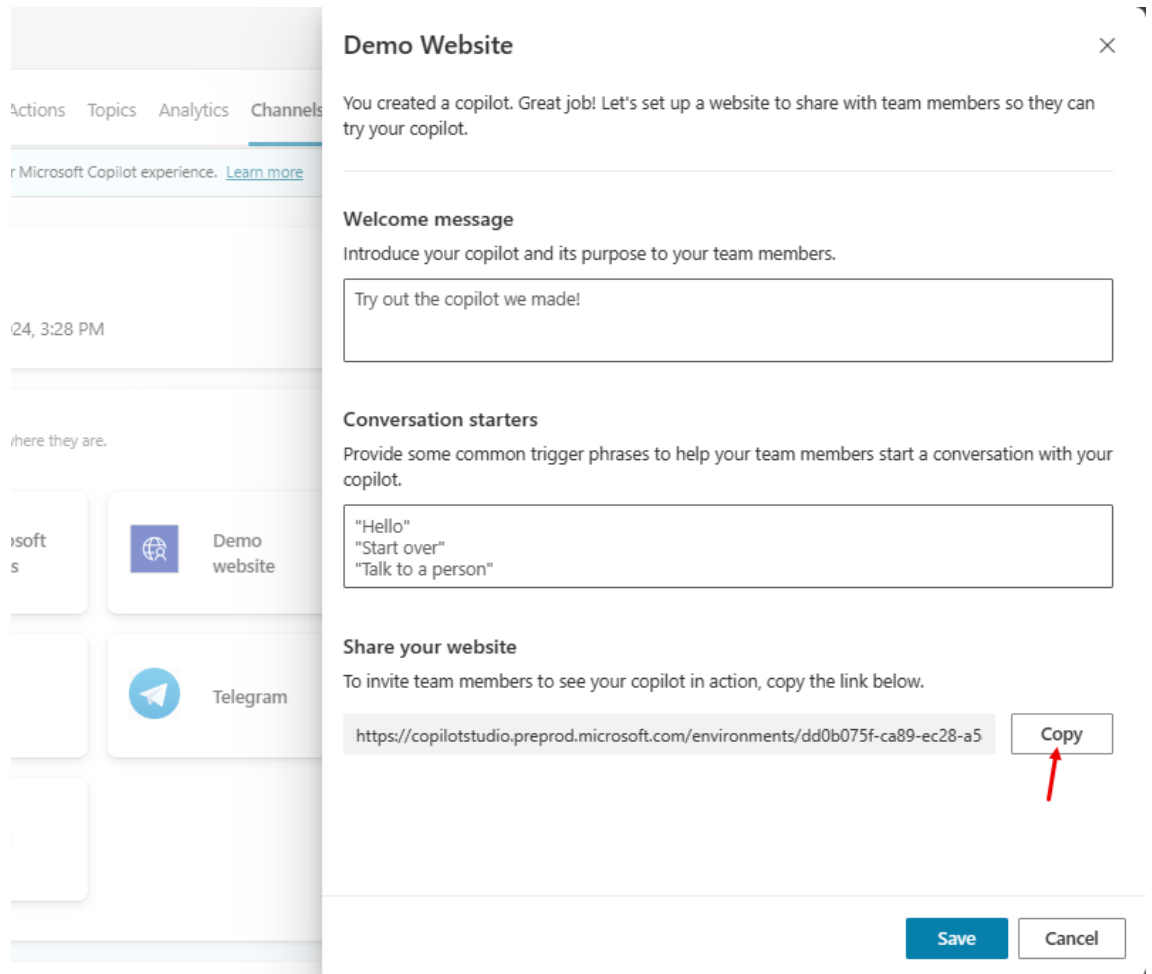 Demo Website
You created a copilot. Great job! Let's set up a website to share with team members so they can
try your copilot.
Actions Topics Analytics Channels
r Microsoft Copilot experience. Learn more
Welcome message
Introduce your copilot and its purpose to your team members.
Try out the copilot we made!
24, 3:28 PM
Conversation starters
Provide some common trigger phrases to help your team members start a conversation with your
copilot.
where they are.
"Hello"
"Start over"
"Talk to a person"
Demo
website
Share your website
To invite team members to see your copilot in action, copy the link below.
https://copilotstudio.preprod.microsoft.com/environments/dd0b075f-ca89-ec28-a5
Copy
Telegram
Save
Cancel